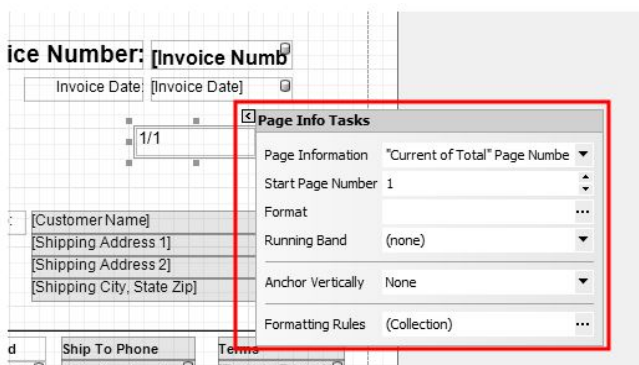 ice Number: [Invoice Numb
Invoice Date: [Invoice Date]
1/1
Page Info Tasks
Page Information "Current of Total" Page Numbe
Start Page Number 1
Format ...
Running Band (none)
Anchor Vertically None
Formatting Rules (Collection) ...
: [Customer Name]
[Shipping Address 1]
[Shipping Address 2]
[Shipping City, State Zip]
d Ship To Phone Terms